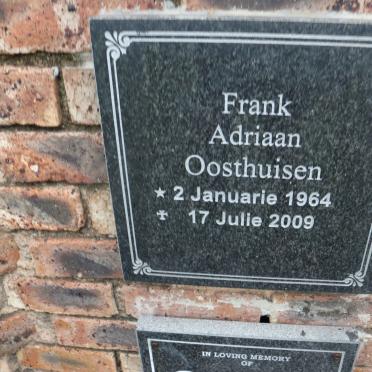 Frank
Adriaan
Oosthuisen
★ 2 Januarie 1964
✞ 17 Julie 2009
IN LOVING MEMORY
OF